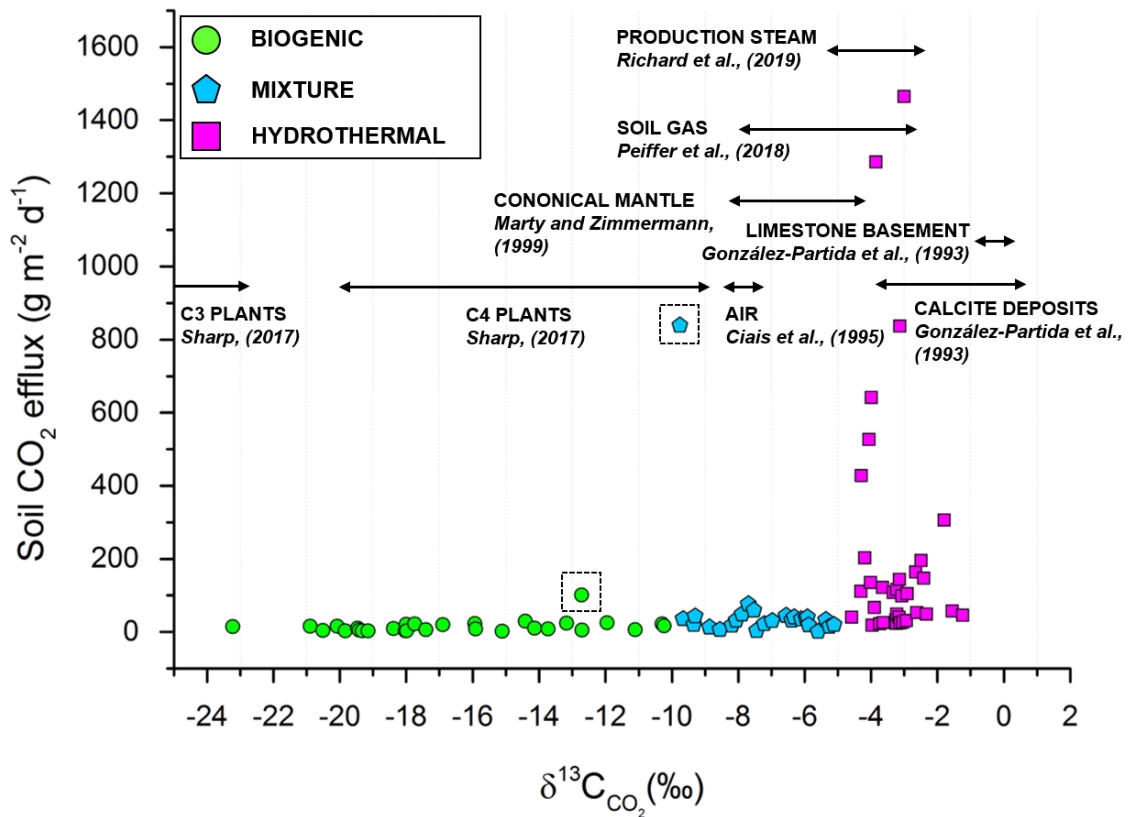 BIOGENIC
MIXTURE
HYDROTHERMAL
PRODUCTION STEAM
Richard et al., (2019)
SOIL GAS
Peiffer et al., (2018)
CONONICAL MANTLE
Marty and Zimmermann,
(1999)
LIMESTONE BASEMENT
González-Partida et al., (1993)
C3 PLANTS
Sharp, (2017)
C4 PLANTS
Sharp, (2017)
AIR
Ciais et al., (1995)
CALCITE DEPOSITS
González-Partida et al.,
(1993)
Soil CO₂ efflux (g m⁻² d⁻¹)
1600
1400
1200
1000
800
600
400
200
0
-24 -22 -20 -18 -16 -14 -12 -10 -8 -6 -4 -2 0 2
δ¹³C_CO₂(‰)